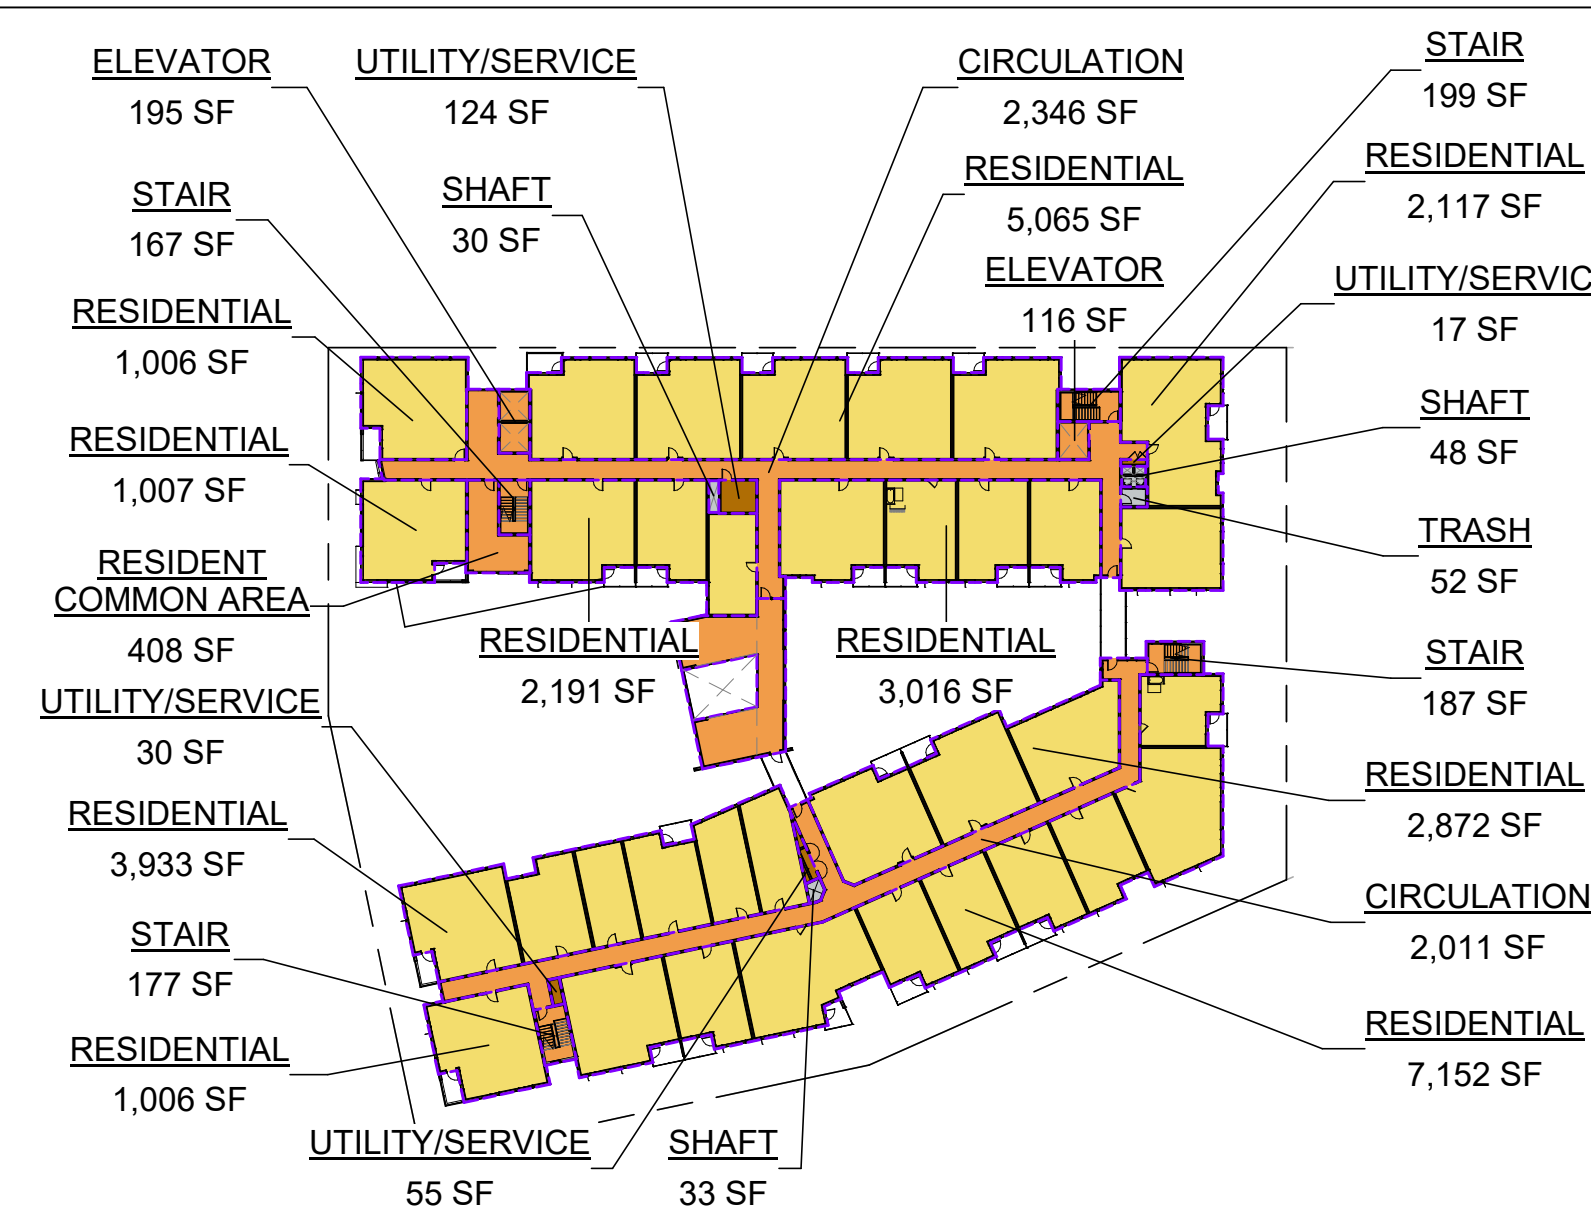 ELEVATOR
195 SF
UTILITY/SERVICE
124 SF
CIRCULATION
2,346 SF
STAIR
199 SF
STAIR
167 SF
SHAFT
30 SF
RESIDENTIAL
5,065 SF
RESIDENTIAL
2,117 SF
ELEVATOR
116 SF
UTILITY/SERVIC
17 SF
RESIDENTIAL
1,006 SF
RESIDENTIAL
1,007 SF
SHAFT
48 SF
TRASH
52 SF
RESIDENT
COMMON AREA
408 SF
RESIDENTIAL
2,191 SF
RESIDENTIAL
3,016 SF
STAIR
187 SF
UTILITY/SERVICE
30 SF
RESIDENTIAL
3,933 SF
RESIDENTIAL
2,872 SF
STAIR
177 SF
CIRCULATION
2,011 SF
RESIDENTIAL
1,006 SF
RESIDENTIAL
7,152 SF
UTILITY/SERVICE
55 SF
SHAFT
33 SF